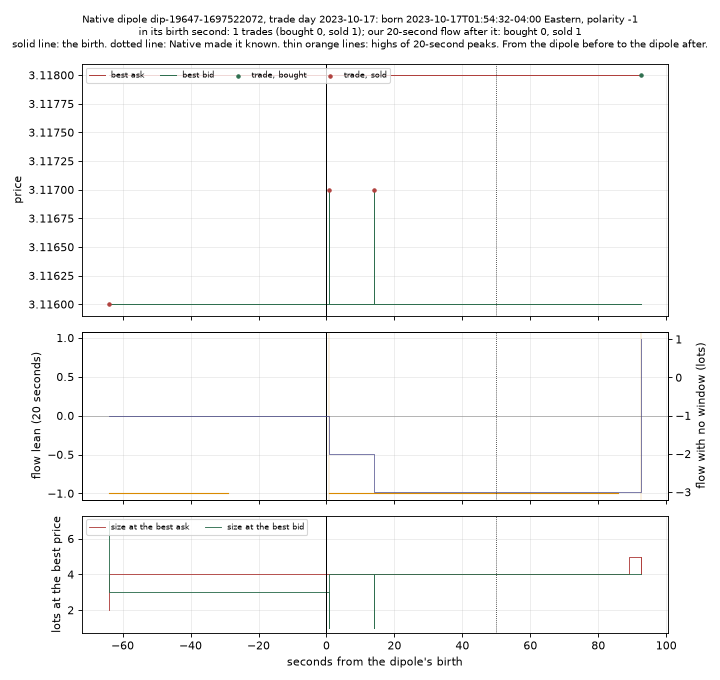 Native dipole dip-19647-1697522072, trade day 2023-10-17: born 2023-10-17T01:54:32-04:00 Eastern, polarity -1
in its birth second: 1 trades (bought 0, sold 1); our 20-second flow after it: bought 0, sold 1
solid line: the birth. dotted line: Native made it known. thin orange lines: highs of 20-second peaks. From the dipole before to the dipole after.
best ask best bid trade, bought trade, sold
3.11800
3.11775
3.11750
3.11725
3.11700
3.11675
3.11650
3.11625
3.11600
price
1.0
0.5
0.0
−0.5
−1.0
flow lean (20 seconds)
1
0
−1
−2
−3
flow with no window (lots)
size at the best ask size at the best bid
6
4
2
lots at the best price
−60 −40 −20 0 20 40 60 80 100
seconds from the dipole's birth